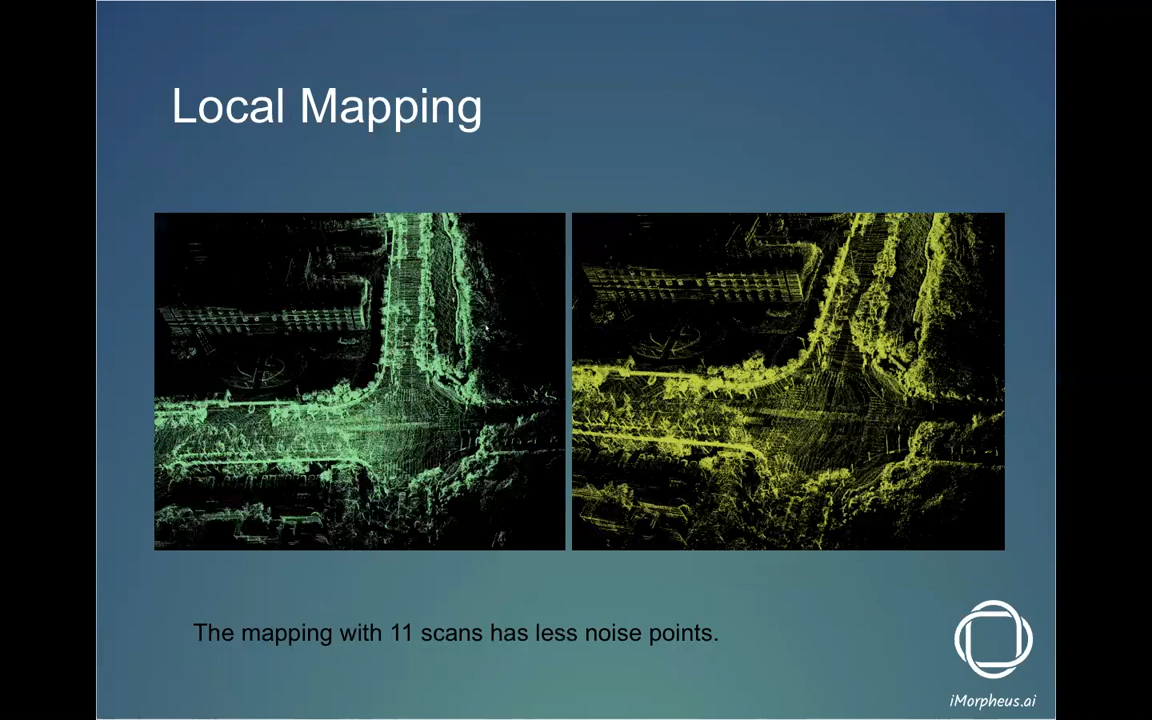 Local Mapping
The mapping with 11 scans has less noise points.
iMorpheus.ai